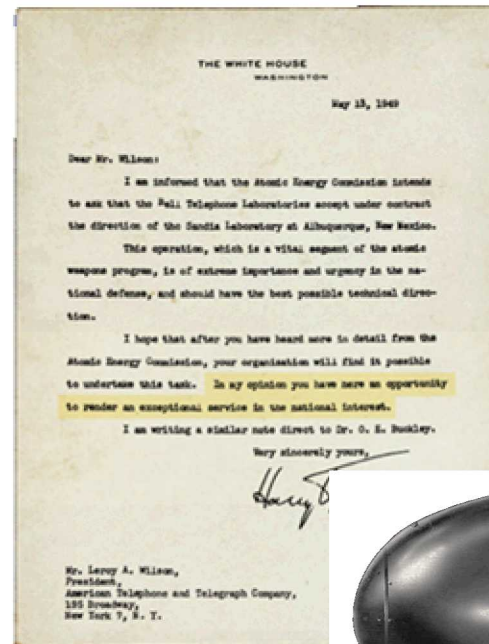 THE WHITE HOUSE
WASHINGTON
May 13, 1949
Dear Mr. Wilson:
I am informed that the Atomic Energy Commission intends
to ask that the Bell Telephone Laboratories accept under contract
the direction of the Sandia Laboratory at Albuquerque, New Mexico.
This operation, which is a vital segment of the atomic
weapons program, is of extreme importance and urgency in the na-
tional defense, and should have the best possible technical direc-
tion.
I hope that after you have heard more in detail from the
Atomic Energy Commission, your organization will find it possible
to undertake this task. In my opinion you have here an opportunity
to render an exceptional service in the national interest.
I am writing a similar note direct to Dr. O. E. Buckley.
Very sincerely yours,
Harry
Mr. Leroy A. Wilson,
President,
American Telephone and Telegraph Company,
195 Broadway,
New York 7, N. Y.